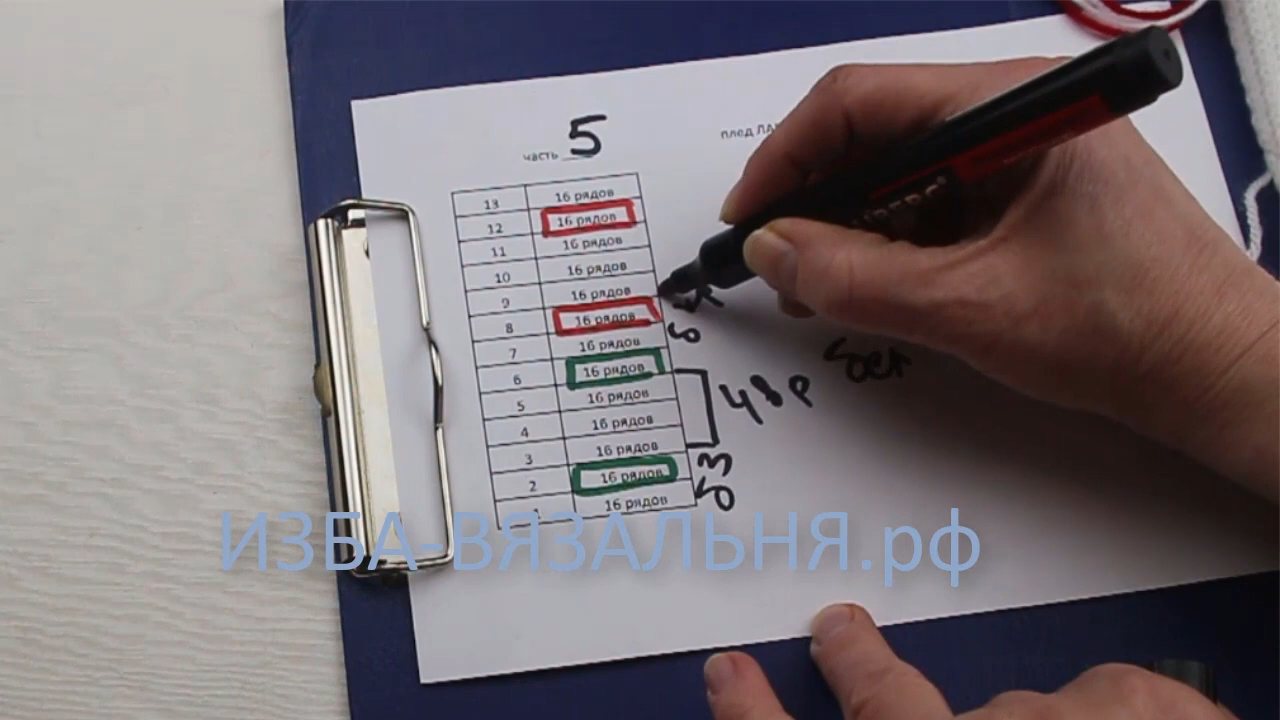 часть 5
плед ЛА
13 16 рядов
12 16 рядов
11 16 рядов
10 16 рядов
9 16 рядов
8 16 рядов
7 16 рядов
6 16 рядов
5 16 рядов
4 16 рядов
3 16 рядов
2 16 рядов
1 16 рядов
48р бел
б
З
б
ИЗБА-ВЯЗАЛЬНЯ.рф